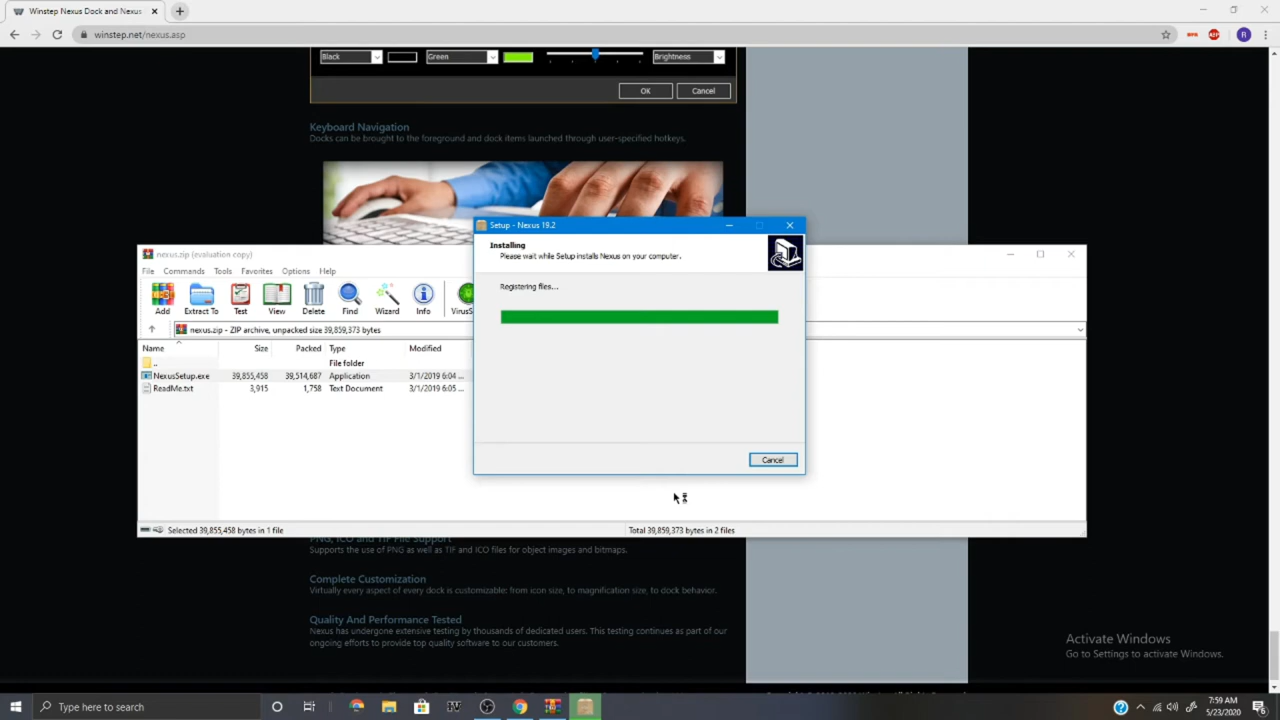 Winstep Nexus Dock and Nexus
winstep.net/nexus.asp
R
Black
Green
Brightness
OK
Cancel
Keyboard Navigation
Docks can be brought to the foreground and dock items launched through user-specified hotkeys.
Setup - Nexus 19.2
Installing
Please wait while Setup installs Nexus on your computer.
Registering files...
Cancel
nexus.zip (evaluation copy)
File Commands Tools Favorites Options Help
Add Extract To Test View Delete Find Wizard Info VirusS
nexus.zip - ZIP archive, unpacked size 39,859,373 bytes
Name Size Packed Type Modified
.. File folder
NexusSetup.exe 39,855,458 39,514,687 Application 3/1/2019 6:04 ...
ReadMe.txt 3,915 1,758 Text Document 3/1/2019 6:05 ...
Selected 39,855,458 bytes in 1 file
Total 39,859,373 bytes in 2 files
PNG, ICO and TIF File Support
Supports the use of PNG as well as TIF and ICO files for object images and bitmaps.
Complete Customization
Virtually every aspect of every dock is customizable: from icon size, to magnification size, to dock behavior.
Quality And Performance Tested
Nexus has undergone extensive testing by thousands of dedicated users. This testing continues as part of our
ongoing efforts to provide top quality software to our customers.
Activate Windows
Go to Settings to activate Windows.
Type here to search
7:59 AM
5/23/2020
6